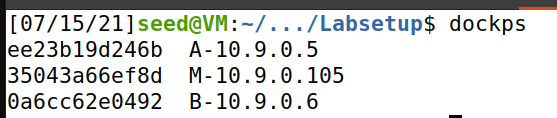 [07/15/21]seed@VM:~/.../Labsetup$ dockps
ee23b19d246b  A-10.9.0.5
35043a66ef8d  M-10.9.0.105
0a6cc62e0492  B-10.9.0.6